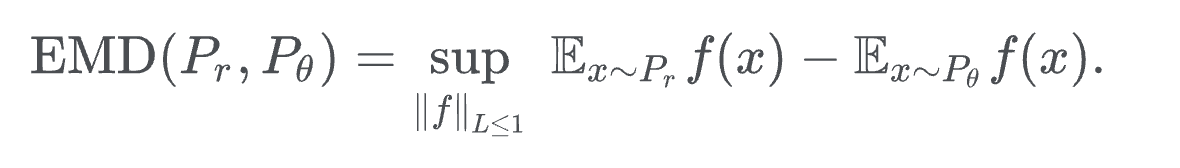 EMD(P_r, P_θ) = sup_{‖f‖_{L≤1}} 𝔼_{x∼P_r} f(x) − 𝔼_{x∼P_θ} f(x).